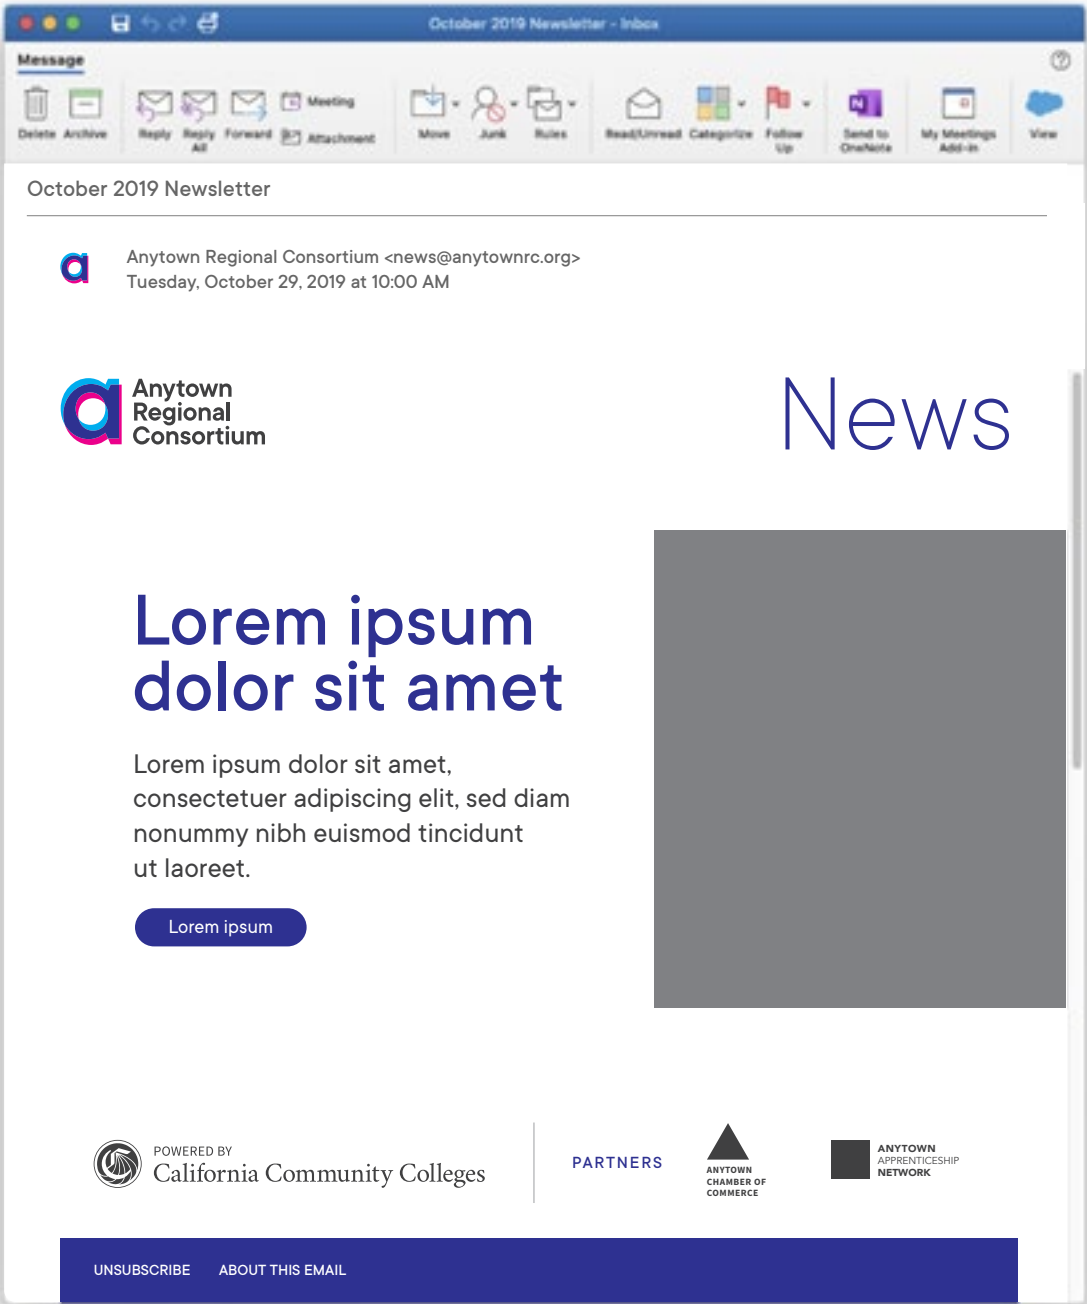 October 2019 Newsletter - Inbox
Message
Delete Archive Reply Reply All Forward Meeting Attachment Move Junk Rules Read/Unread Categorize Follow Up Send to OneNote My Meetings Add-in View
October 2019 Newsletter
Anytown Regional Consortium <news@anytownrc.org>
Tuesday, October 29, 2019 at 10:00 AM
Anytown
Regional
Consortium
News
Lorem ipsum
dolor sit amet
Lorem ipsum dolor sit amet,
consectetuer adipiscing elit, sed diam
nonummy nibh euismod tincidunt
ut laoreet.
Lorem ipsum
POWERED BY
California Community Colleges
PARTNERS
ANYTOWN
CHAMBER OF
COMMERCE
ANYTOWN
APPRENTICESHIP
NETWORK
UNSUBSCRIBE ABOUT THIS EMAIL